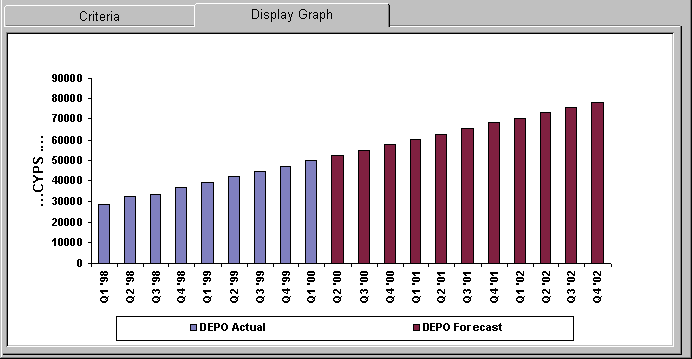 Criteria
Display Graph
90000
80000
70000
60000
50000
40000
30000
20000
10000
0
...CYPS ....
Q1 '98
Q2 '98
Q3 '98
Q4 '98
Q1 '99
Q2 '99
Q3 '99
Q4 '99
Q1 '00
Q2 '00
Q3 '00
Q4 '00
Q1 '01
Q2 '01
Q3 '01
Q4 '01
Q1 '02
Q2 '02
Q3 '02
Q4 '02
DEPO Actual
DEPO Forecast